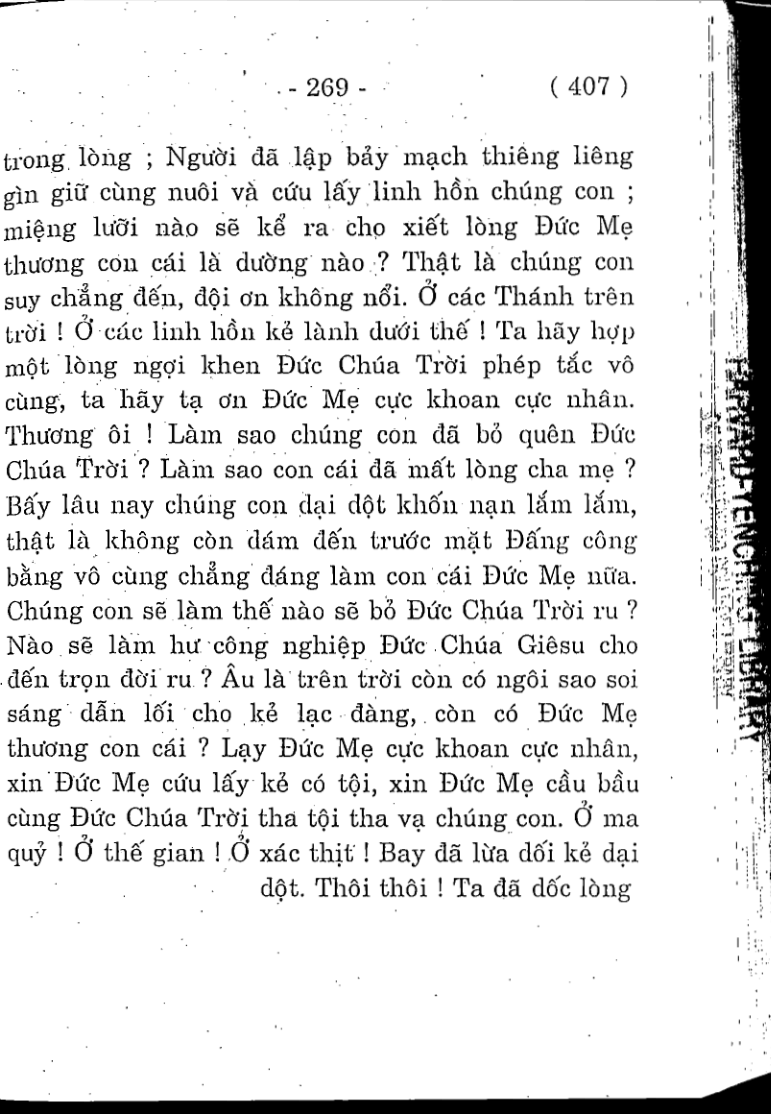 - 269 -
( 407 )
trong lòng ; Người đã lập bảy mạch thiêng liêng
gìn giữ cùng nuôi và cứu lấy linh hồn chúng con ;
miệng lưỡi nào sẽ kể ra cho xiết lòng Đức Mẹ
thương con cái là dường nào ? Thật là chúng con
suy chẳng đến, đội ơn không nổi. Ở các Thánh trên
trời ! Ở các linh hồn kẻ lành dưới thế ! Ta hãy hợp
một lòng ngợi khen Đức Chúa Trời phép tắc vô
cùng, ta hãy tạ ơn Đức Mẹ cực khoan cực nhân.
Thương ôi ! Làm sao chúng con đã bỏ quên Đức
Chúa Trời ? Làm sao con cái đã mất lòng cha mẹ ?
Bấy lâu nay chúng con dại dột khốn nạn lắm lắm,
thật là không còn dám đến trước mặt Đấng công
bằng vô cùng chẳng đáng làm con cái Đức Mẹ nữa.
Chúng con sẽ làm thế nào sẽ bỏ Đức Chúa Trời ru ?
Nào sẽ làm hư công nghiệp Đức Chúa Giêsu cho
đến trọn đời ru ? Âu là trên trời còn có ngôi sao soi
sáng dẫn lối cho kẻ lạc đàng, còn có Đức Mẹ
thương con cái ? Lạy Đức Mẹ cực khoan cực nhân,
xin Đức Mẹ cứu lấy kẻ có tội, xin Đức Mẹ cầu bầu
cùng Đức Chúa Trời tha tội tha vạ chúng con. Ở ma
quỷ ! Ở thế gian ! Ở xác thịt ! Bay đã lừa dối kẻ dại
dột. Thôi thôi ! Ta đã dốc lòng
HARVARD-YENCHING LIBRARY